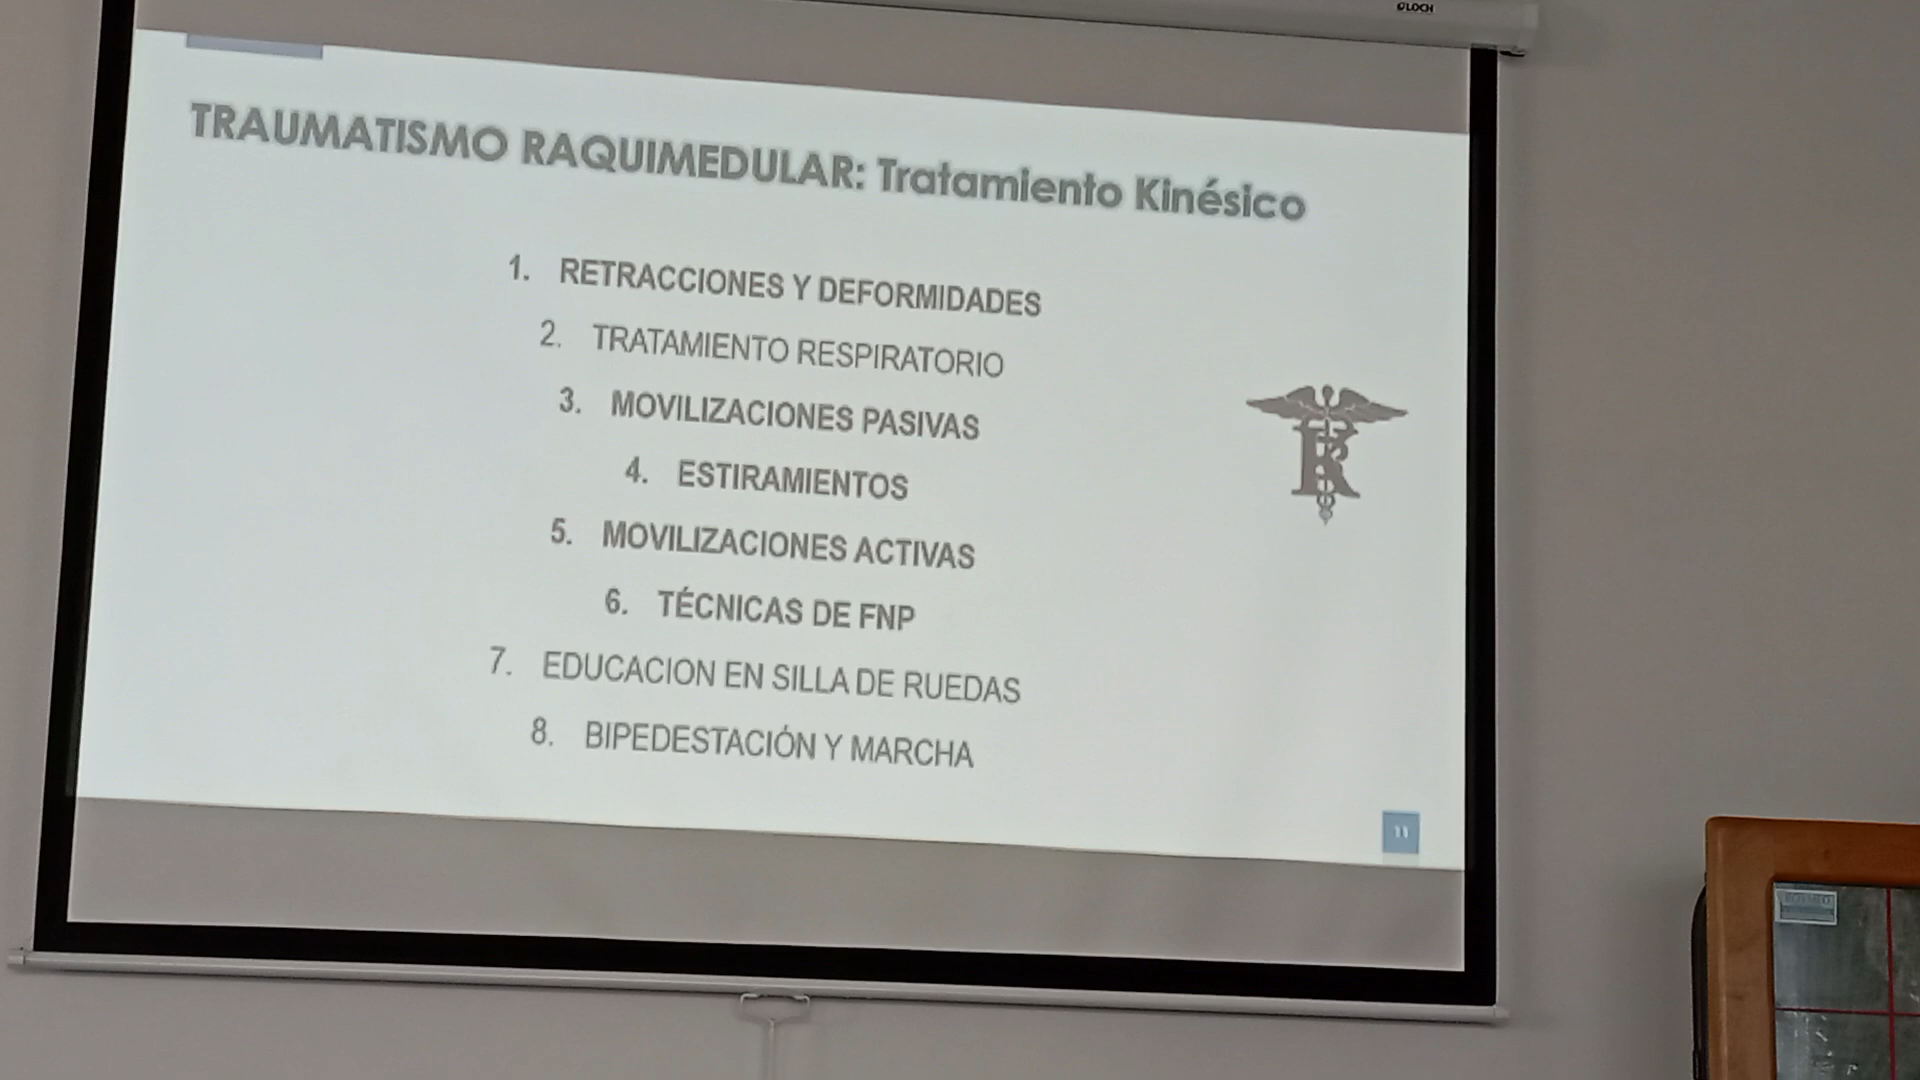 LOCH
TRAUMATISMO RAQUIMEDULAR: Tratamiento Kinésico
1. RETRACCIONES Y DEFORMIDADES
2. TRATAMIENTO RESPIRATORIO
3. MOVILIZACIONES PASIVAS
4. ESTIRAMIENTOS
5. MOVILIZACIONES ACTIVAS
6. TÉCNICAS DE FNP
7. EDUCACION EN SILLA DE RUEDAS
8. BIPEDESTACIÓN Y MARCHA
K
11